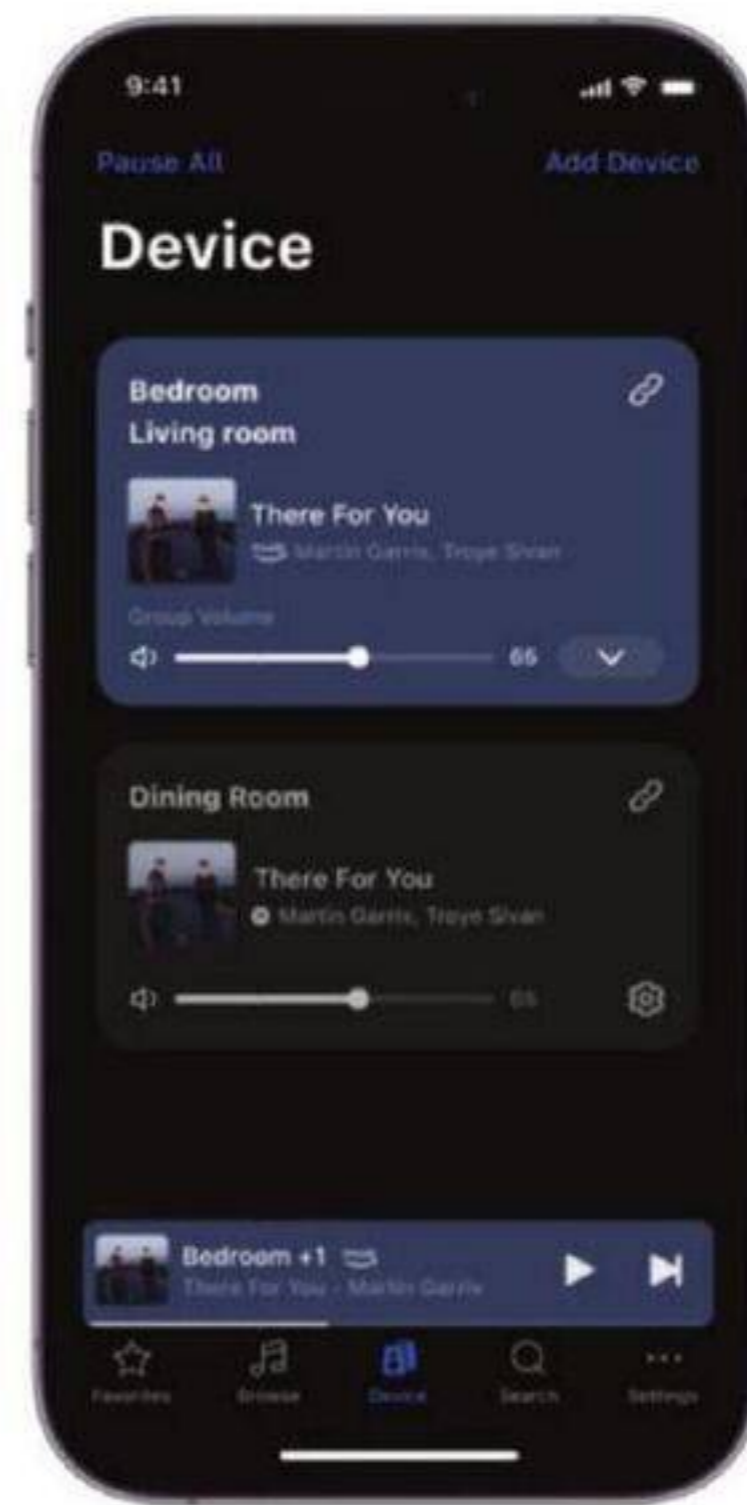 9:41
Pause All
Add Device
Device
Bedroom
Living room
There For You
Martin Garrix, Troye Sivan
Group Volume
66
Dining Room
There For You
Martin Garrix, Troye Sivan
66
Bedroom +1
There For You - Martin Garrix
Favorites
Browse
Device
Search
Settings